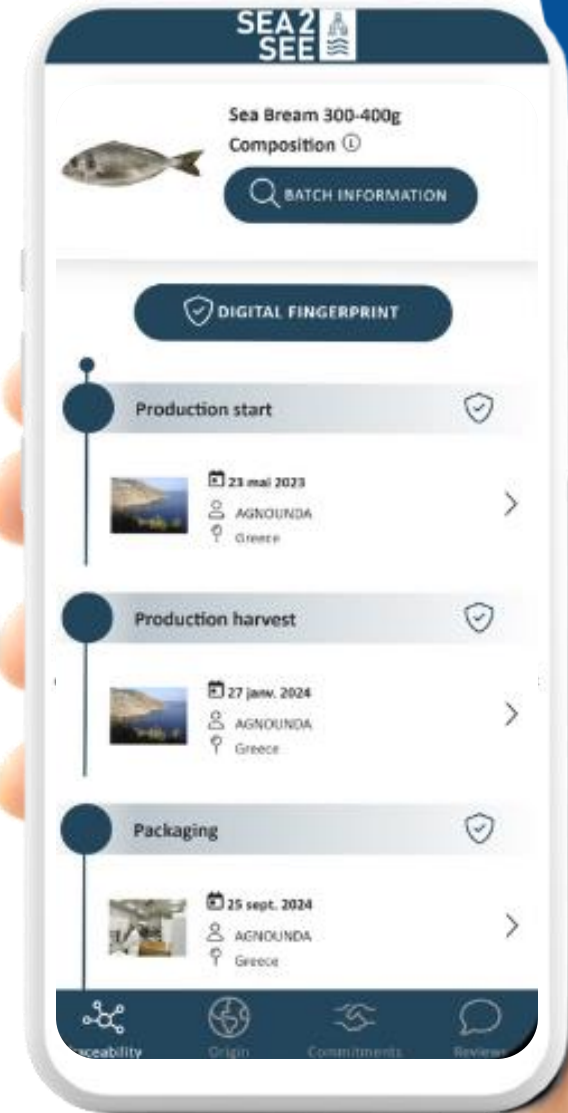 SEA2
SEE
Sea Bream 300-400g
Composition
BATCH INFORMATION
DIGITAL FINGERPRINT
Production start
23 mai 2023
AGNOUNDA
Greece
Production harvest
27 janv. 2024
AGNOUNDA
Greece
Packaging
25 sept. 2024
AGNOUNDA
Greece
raceability
Origin
Commitments
Reviews